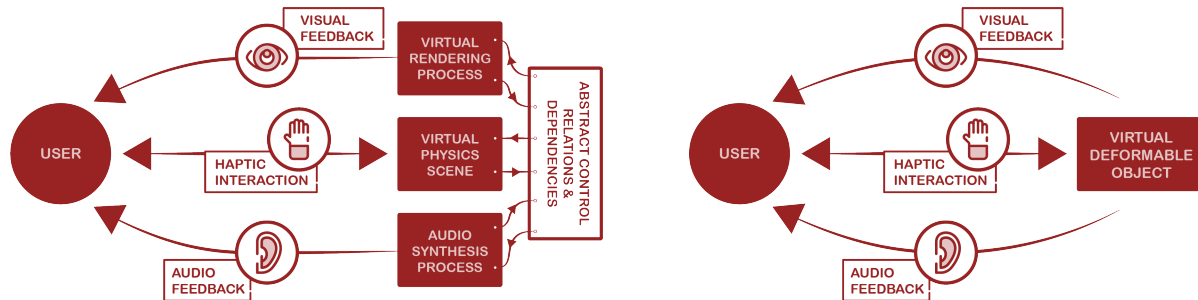 VISUAL
FEEDBACK
VIRTUAL
RENDERING
PROCESS
USER
HAPTIC
INTERACTION
VIRTUAL
PHYSICS
SCENE
ABSTRACT CONTROL
RELATIONS &
DEPENDENCIES
AUDIO
FEEDBACK
AUDIO
SYNTHESIS
PROCESS
VISUAL
FEEDBACK
USER
HAPTIC
INTERACTION
VIRTUAL
DEFORMABLE
OBJECT
AUDIO
FEEDBACK